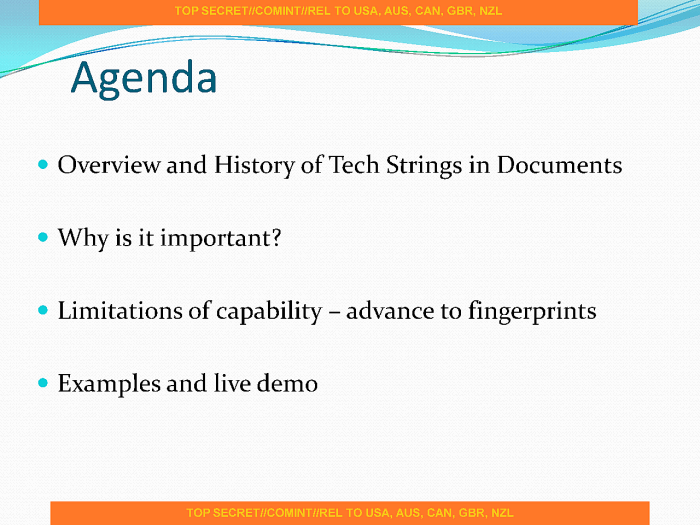 TOP SECRET//COMINT//REL TO USA, AUS, CAN, GBR, NZL
Agenda
Overview and History of Tech Strings in Documents
Why is it important?
Limitations of capability – advance to fingerprints
Examples and live demo
TOP SECRET//COMINT//REL TO USA, AUS, CAN, GBR, NZL